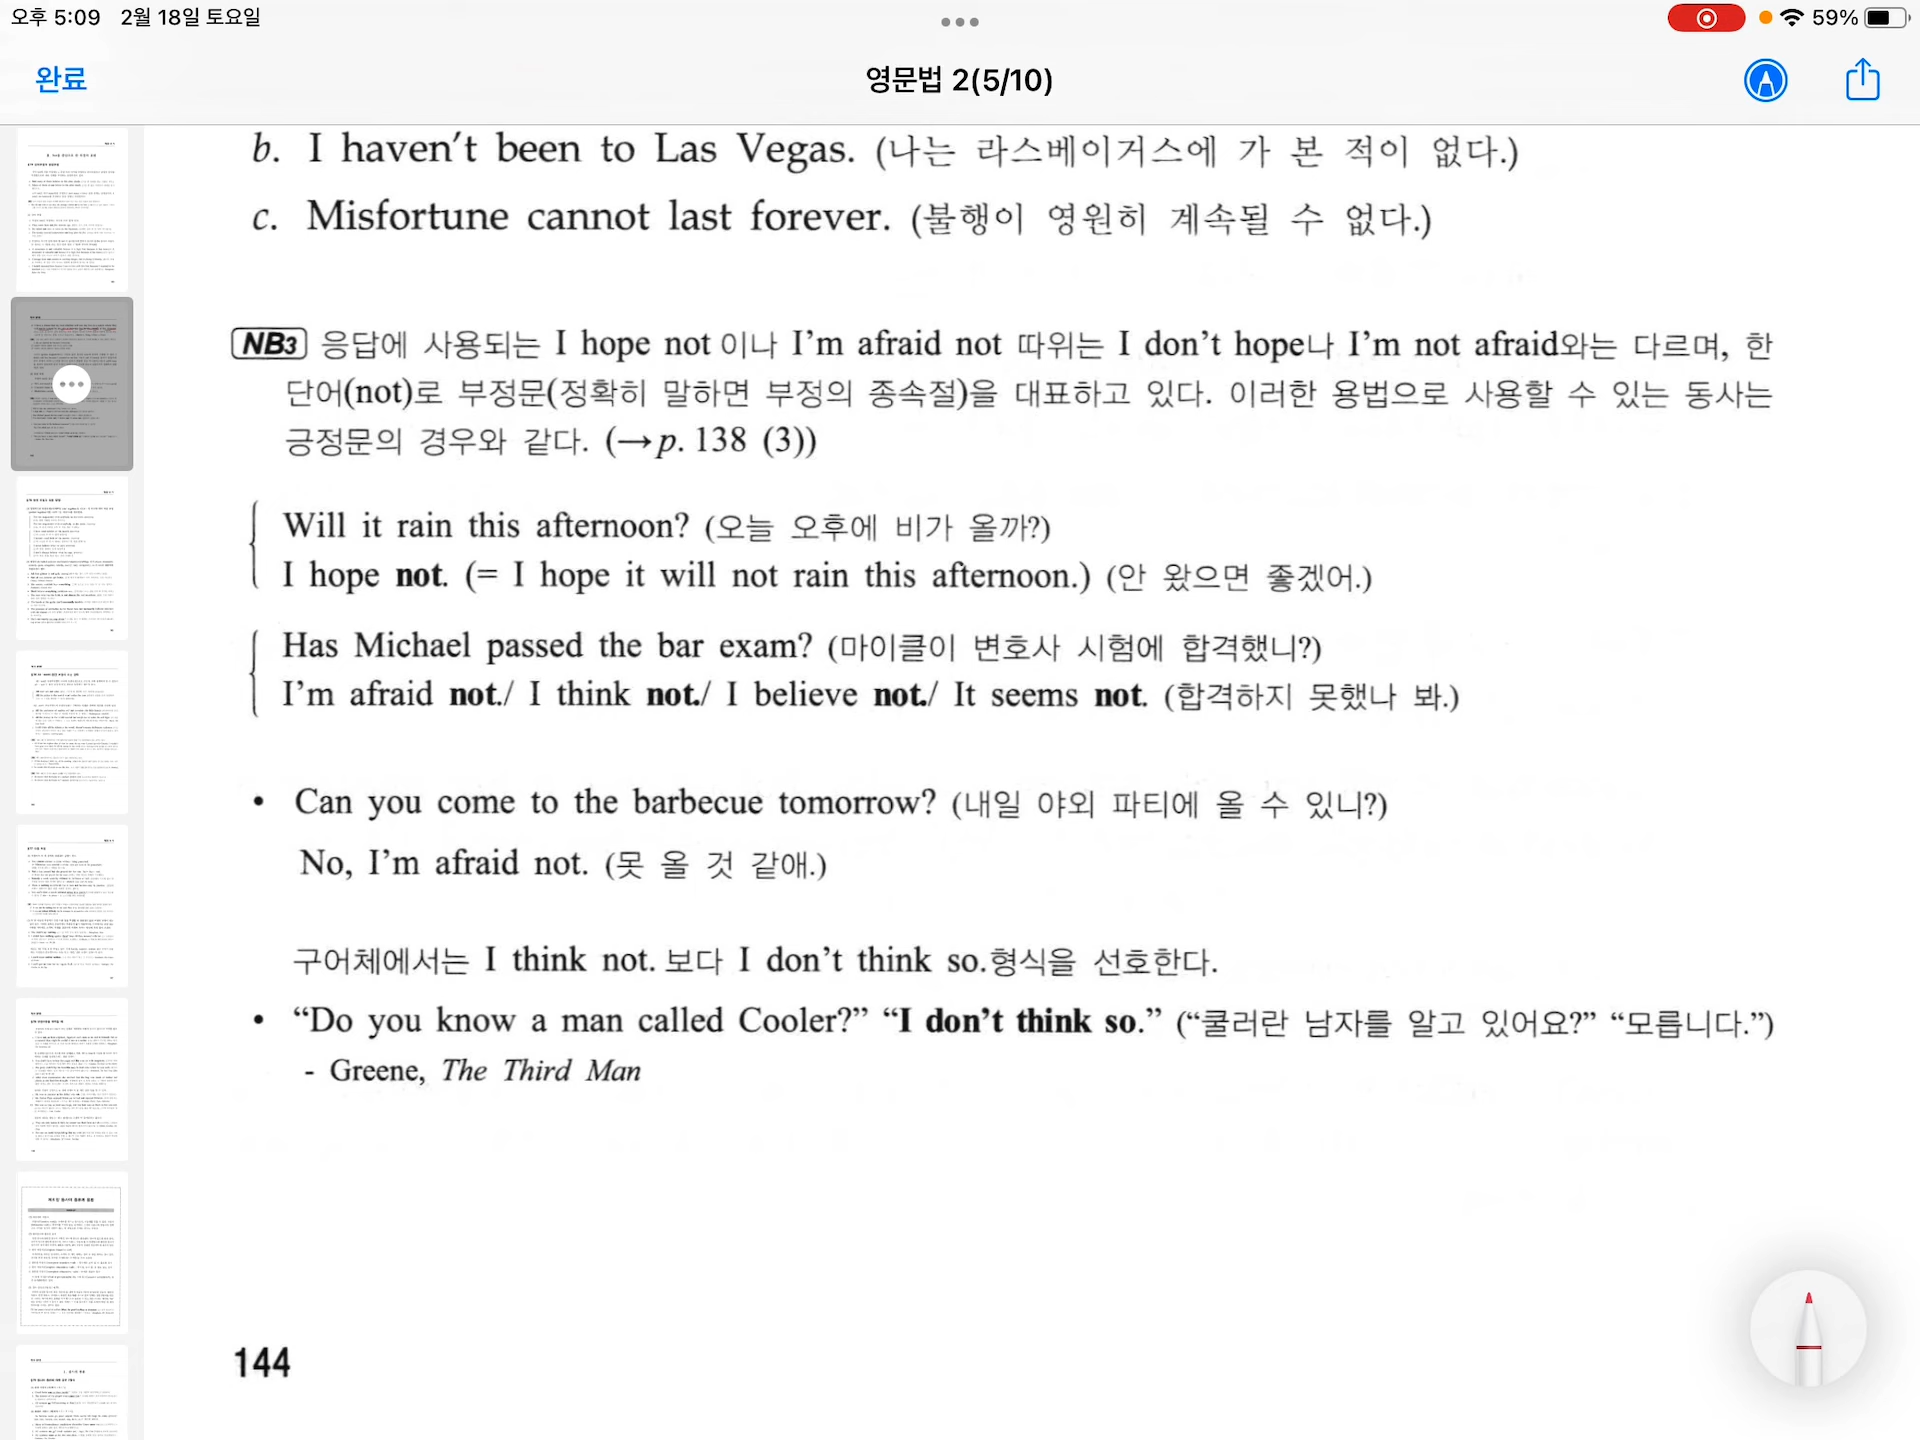 오후 5:09 2월 18일 토요일
59%
완료
영문법 2(5/10)
b. I haven't been to Las Vegas. (나는 라스베이거스에 가 본 적이 없다.)
c. Misfortune cannot last forever. (불행이 영원히 계속될 수 없다.)
NB3 응답에 사용되는 I hope not 이나 I'm afraid not 따위는 I don't hope나 I'm not afraid와는 다르며, 한
단어(not)로 부정문(정확히 말하면 부정의 종속절)을 대표하고 있다. 이러한 용법으로 사용할 수 있는 동사는
긍정문의 경우와 같다. (→p. 138 (3))
Will it rain this afternoon? (오늘 오후에 비가 올까?)
I hope not. (= I hope it will not rain this afternoon.) (안 왔으면 좋겠어.)
Has Michael passed the bar exam? (마이클이 변호사 시험에 합격했니?)
I'm afraid not./ I think not./ I believe not./ It seems not. (합격하지 못했나 봐.)
• Can you come to the barbecue tomorrow? (내일 야외 파티에 올 수 있니?)
No, I'm afraid not. (못 올 것 같애.)
구어체에서는 I think not. 보다 I don't think so.형식을 선호한다.
• “Do you know a man called Cooler?” “I don't think so.” (“쿨러란 남자를 알고 있어요?” “모릅니다.”)
- Greene, The Third Man
144